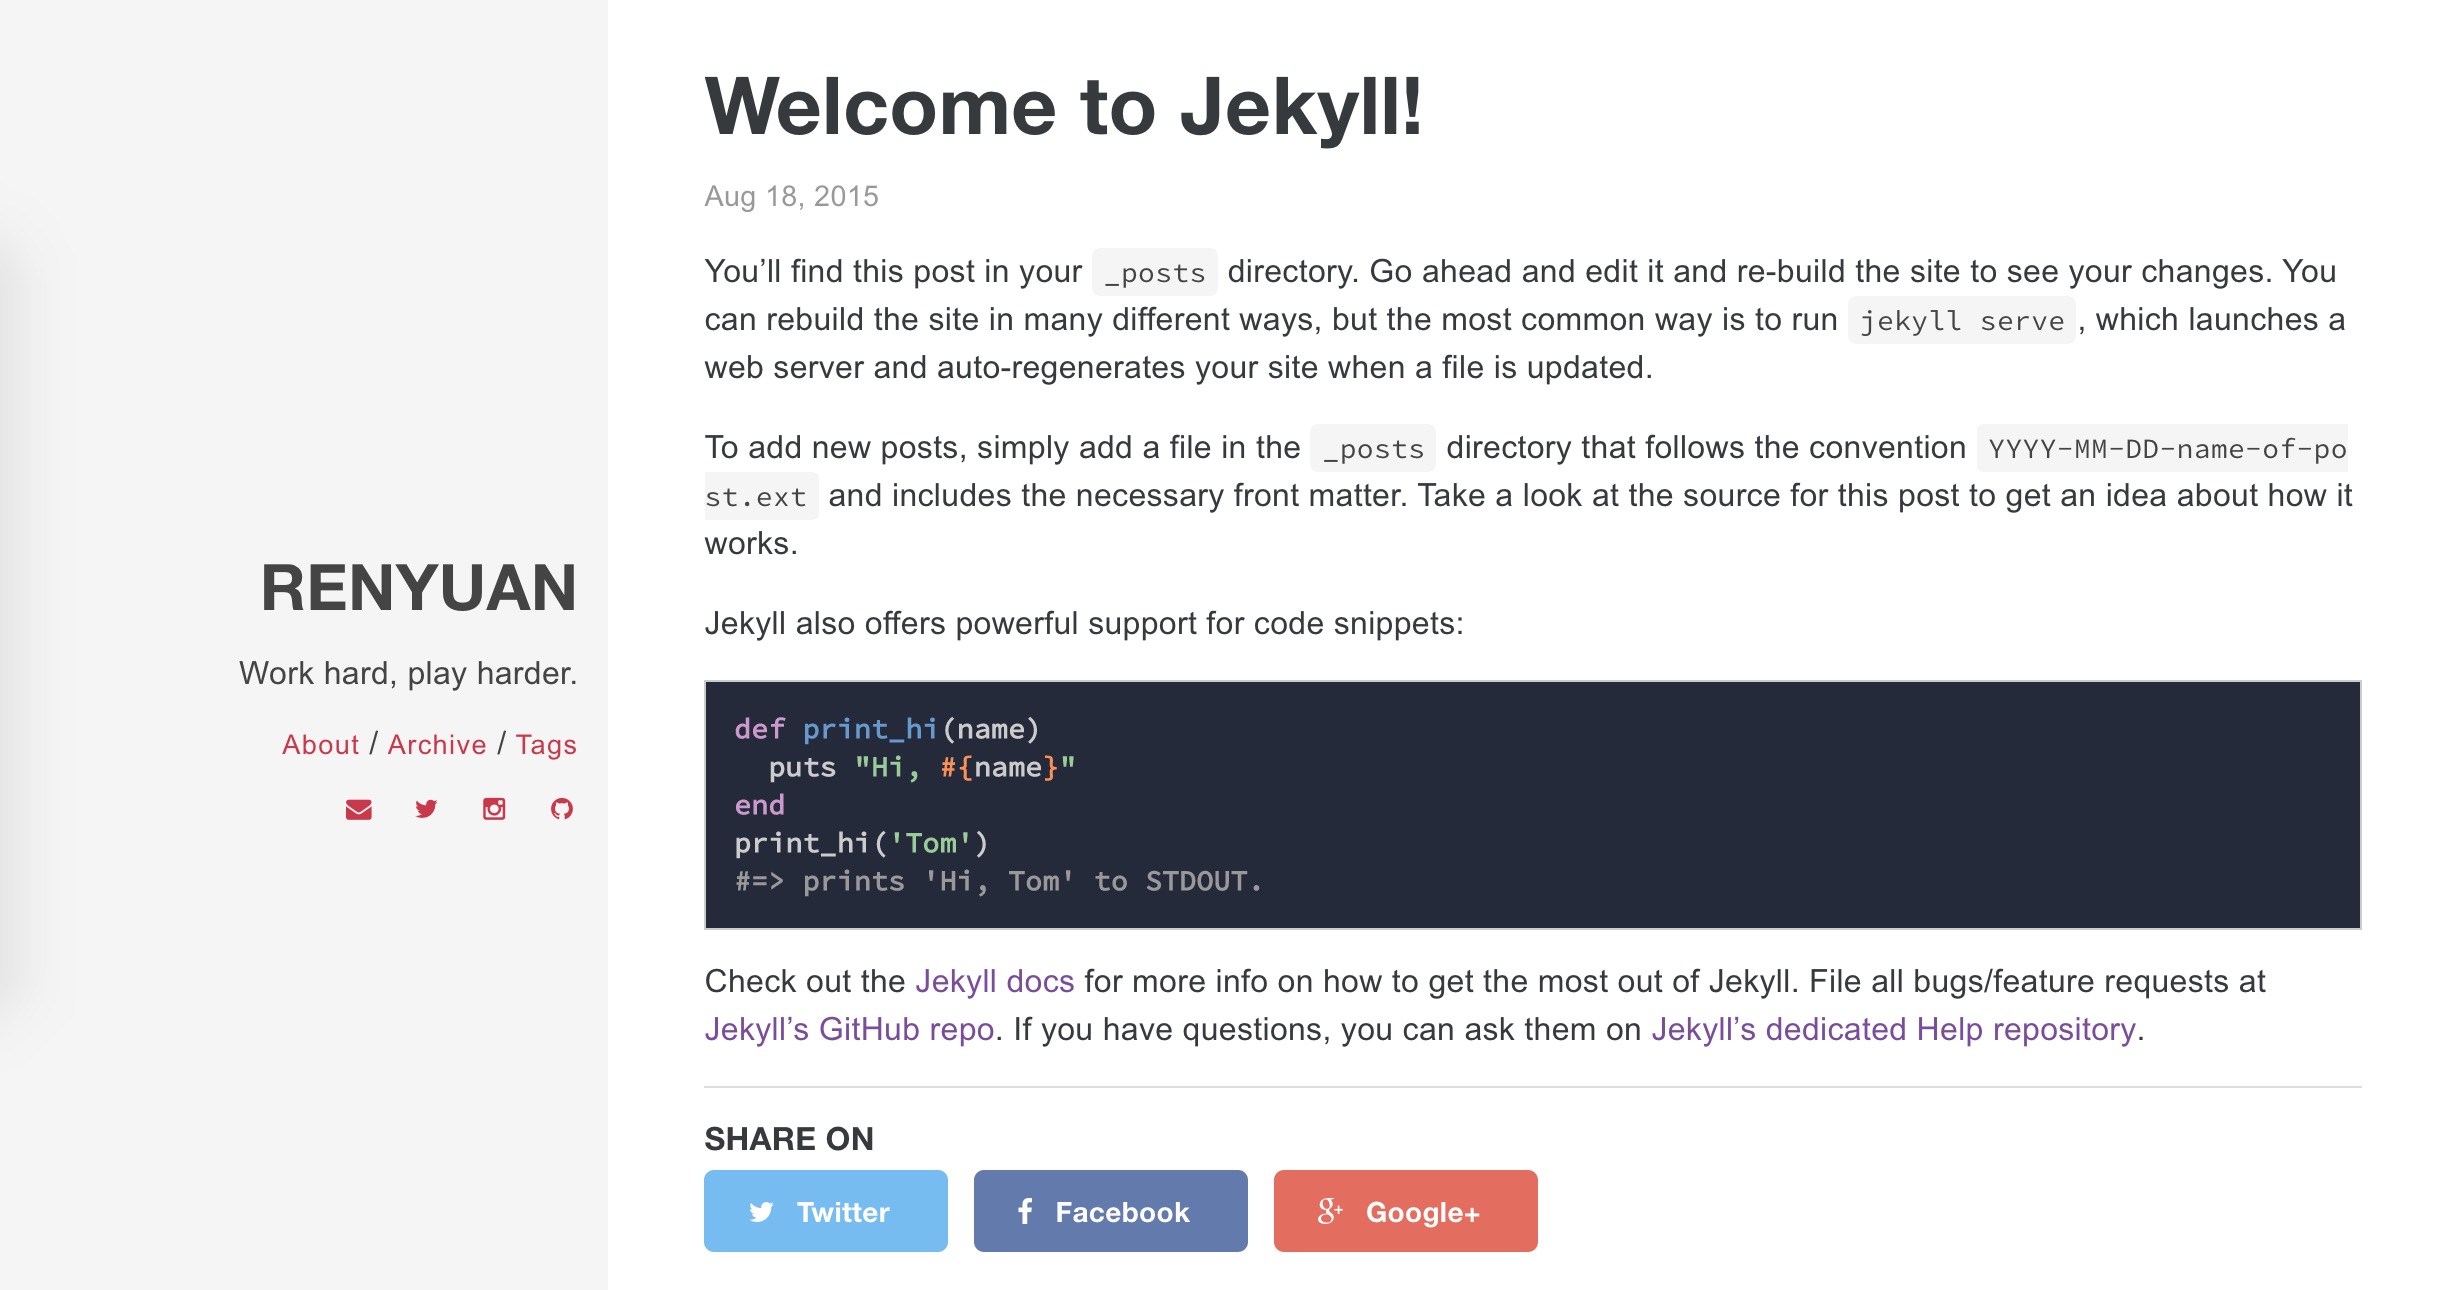 RENYUAN
Work hard, play harder.
About / Archive / Tags
Welcome to Jekyll!
Aug 18, 2015
You’ll find this post in your _posts directory. Go ahead and edit it and re-build the site to see your changes. You
can rebuild the site in many different ways, but the most common way is to run jekyll serve, which launches a
web server and auto-regenerates your site when a file is updated.
To add new posts, simply add a file in the _posts directory that follows the convention YYYY-MM-DD-name-of-po
st.ext and includes the necessary front matter. Take a look at the source for this post to get an idea about how it
works.
Jekyll also offers powerful support for code snippets:
def print_hi(name)
  puts "Hi, #{name}"
end
print_hi('Tom')
#=> prints 'Hi, Tom' to STDOUT.
Check out the Jekyll docs for more info on how to get the most out of Jekyll. File all bugs/feature requests at
Jekyll’s GitHub repo. If you have questions, you can ask them on Jekyll’s dedicated Help repository.
SHARE ON
Twitter Facebook Google+